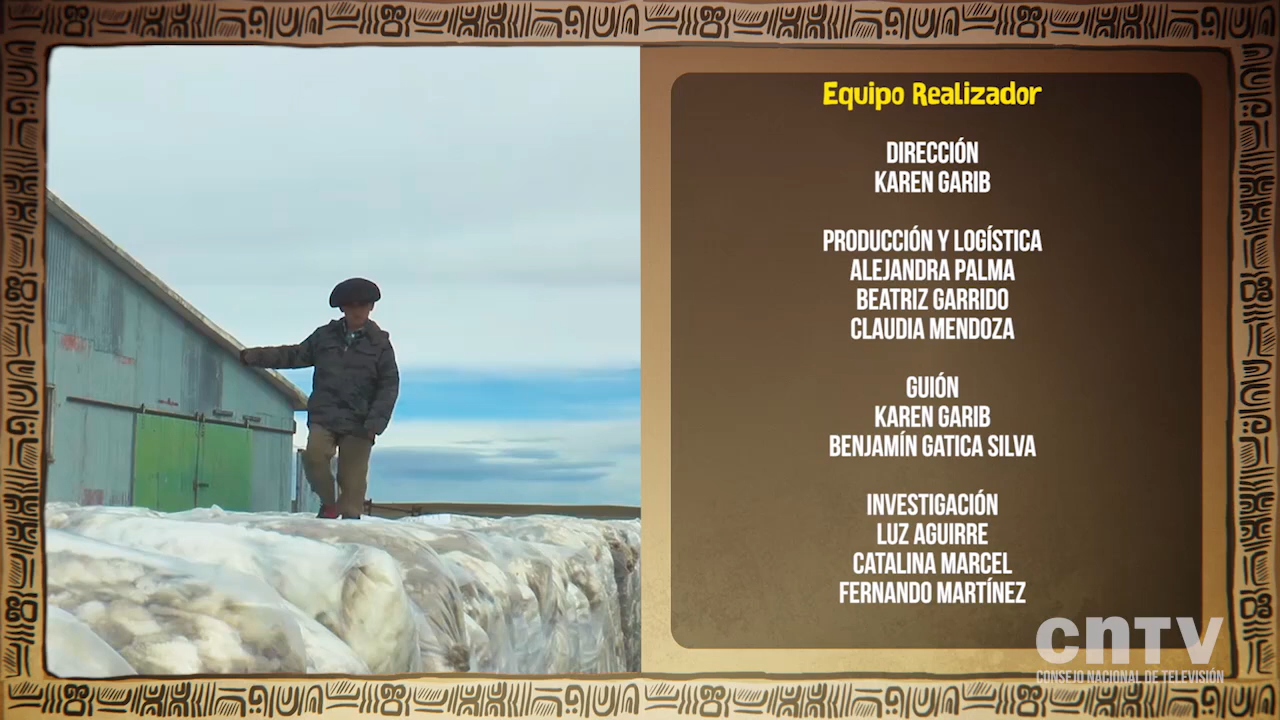 Equipo Realizador
DIRECCIÓN
KAREN GARIB
PRODUCCIÓN Y LOGÍSTICA
ALEJANDRA PALMA
BEATRIZ GARRIDO
CLAUDIA MENDOZA
GUIÓN
KAREN GARIB
BENJAMÍN GATICA SILVA
INVESTIGACIÓN
LUZ AGUIRRE
CATALINA MARCEL
FERNANDO MARTÍNEZ
cnTV
CONSEJO NACIONAL DE TELEVISIÓN